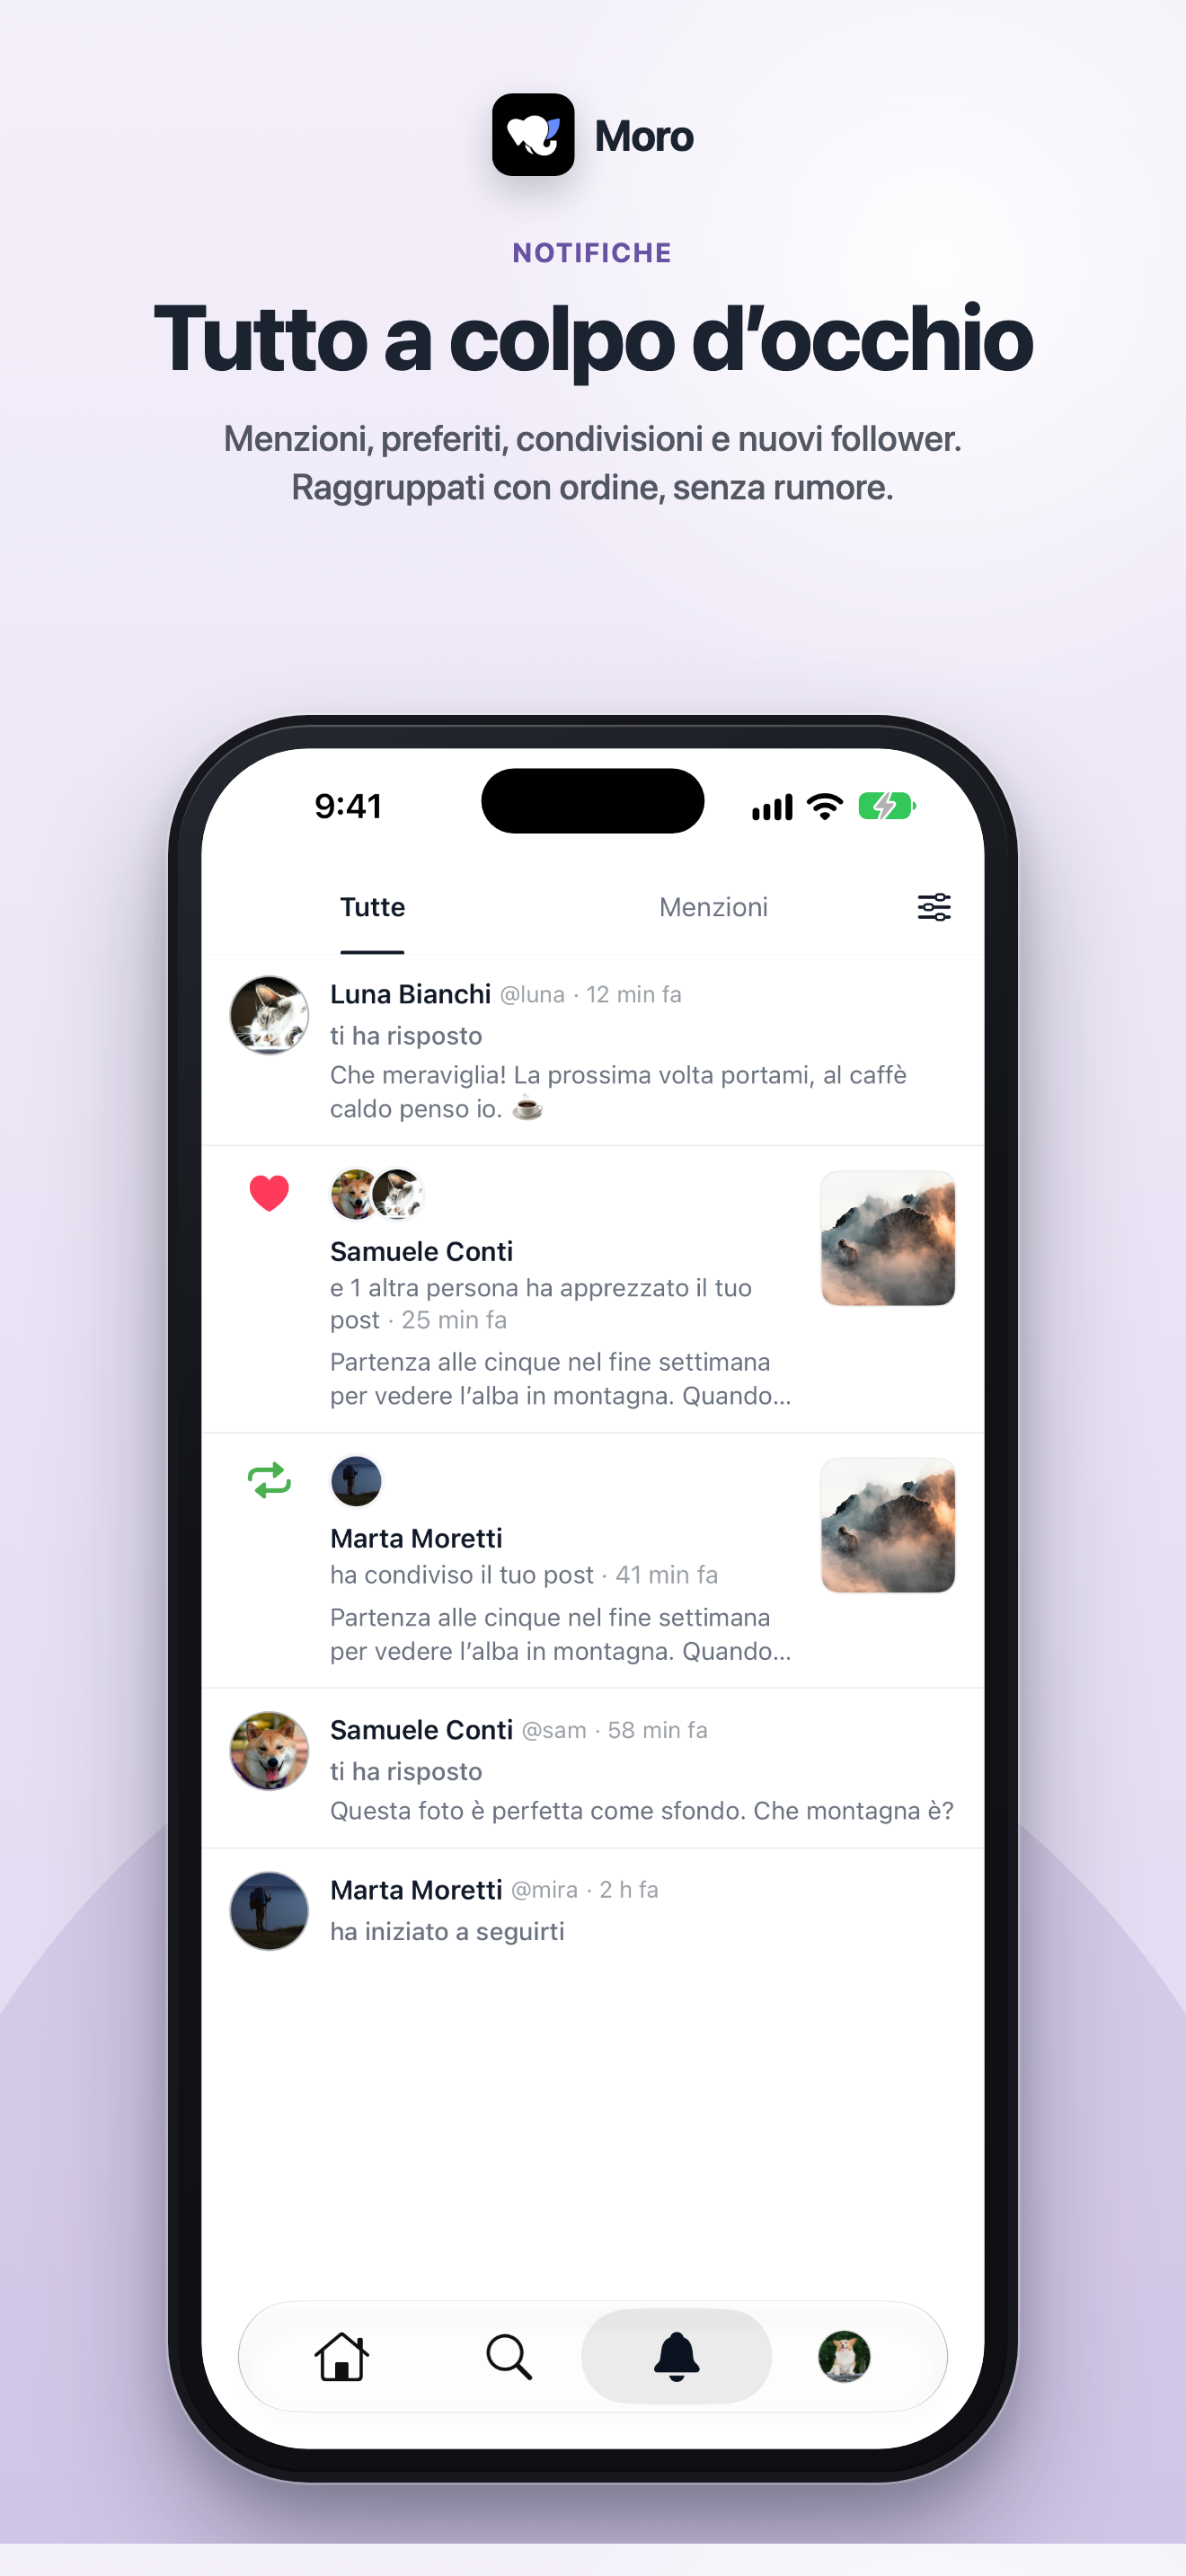 Moro
NOTIFICHE
Tutto a colpo d’occhio
Menzioni, preferiti, condivisioni e nuovi follower.
Raggruppati con ordine, senza rumore.
9:41
Tutte
Menzioni
Luna Bianchi @luna · 12 min fa
ti ha risposto
Che meraviglia! La prossima volta portami, al caffè
caldo penso io. ☕
Samuele Conti
e 1 altra persona ha apprezzato il tuo
post · 25 min fa
Partenza alle cinque nel fine settimana
per vedere l’alba in montagna. Quando...
Marta Moretti
ha condiviso il tuo post · 41 min fa
Partenza alle cinque nel fine settimana
per vedere l’alba in montagna. Quando...
Samuele Conti @sam · 58 min fa
ti ha risposto
Questa foto è perfetta come sfondo. Che montagna è?
Marta Moretti @mira · 2 h fa
ha iniziato a seguirti